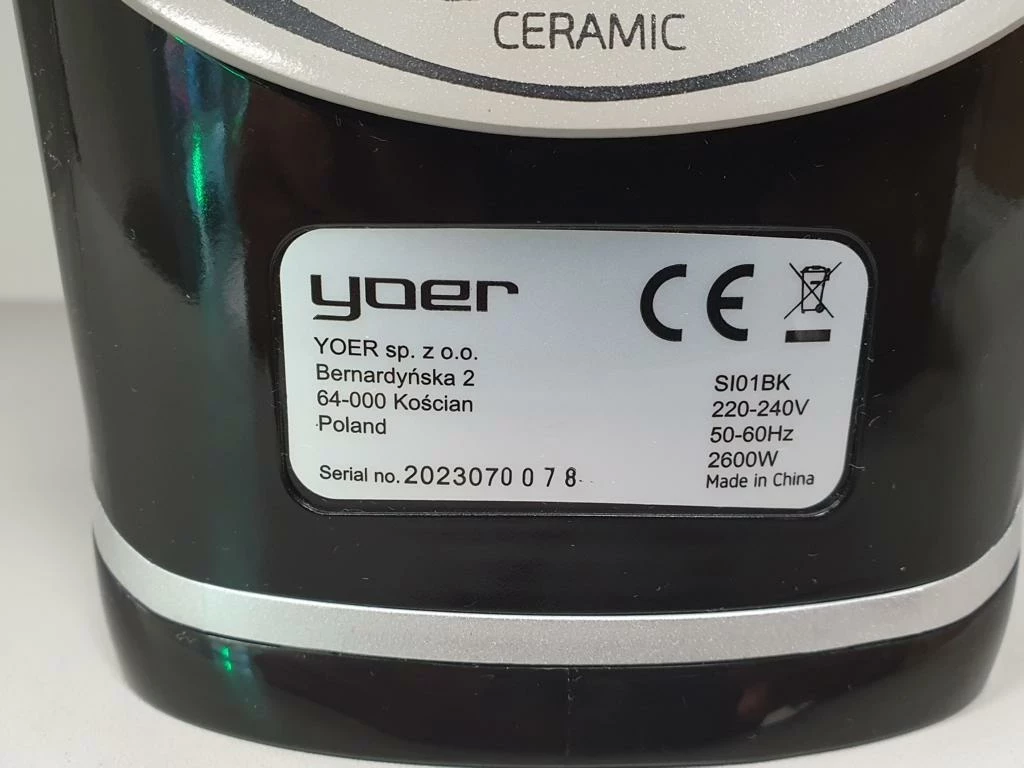 CERAMIC
yoer
CE
YOER sp. z o.o.
Bernardyńska 2
64-000 Kościan
Poland
Serial no. 2023070078
SI01BK
220-240V
50-60Hz
2600W
Made in China